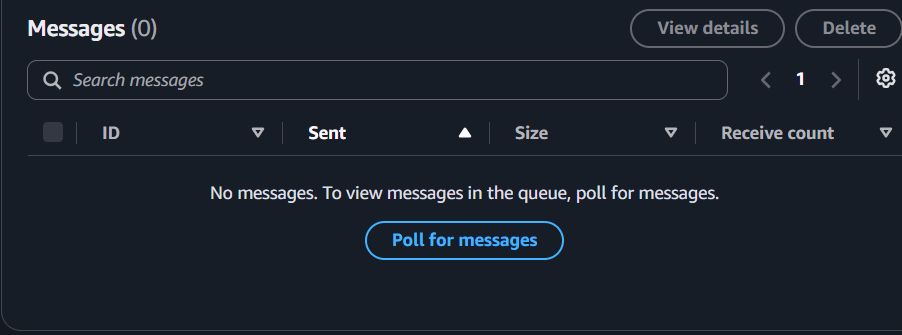 Messages (0)
View details
Delete
Search messages
1
ID
Sent
Size
Receive count
No messages. To view messages in the queue, poll for messages.
Poll for messages